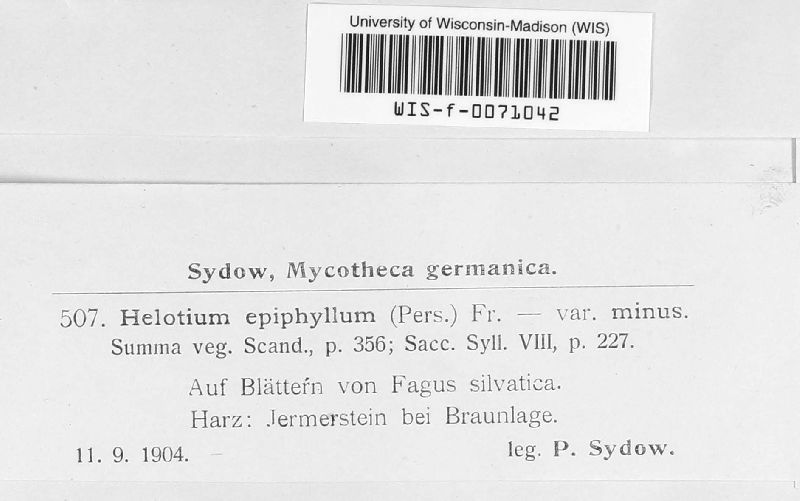 University of Wisconsin-Madison (WIS)
WIS-f-0071042
Sydow, Mycotheca germanica.
507. Helotium epiphyllum (Pers.) Fr. — var. minus.
Summa veg. Scand., p. 356; Sacc. Syll. VIII, p. 227.
Auf Blättern von Fagus silvatica.
Harz: Jermerstein bei Braunlage.
11. 9. 1904. –
leg. P. Sydow.